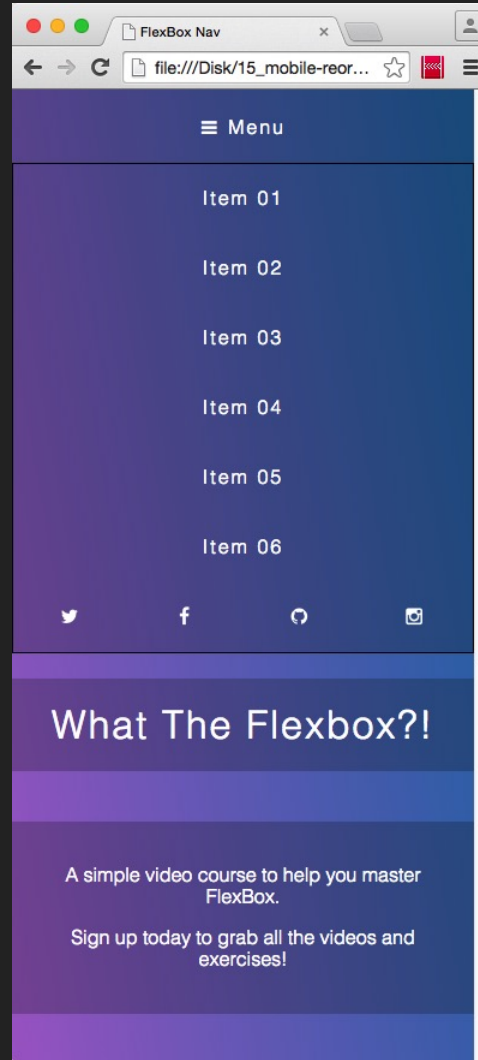 FlexBox Nav
file:///Disk/15_mobile-reor...
Menu
Item 01
Item 02
Item 03
Item 04
Item 05
Item 06
What The Flexbox?!
A simple video course to help you master
FlexBox.
Sign up today to grab all the videos and
exercises!